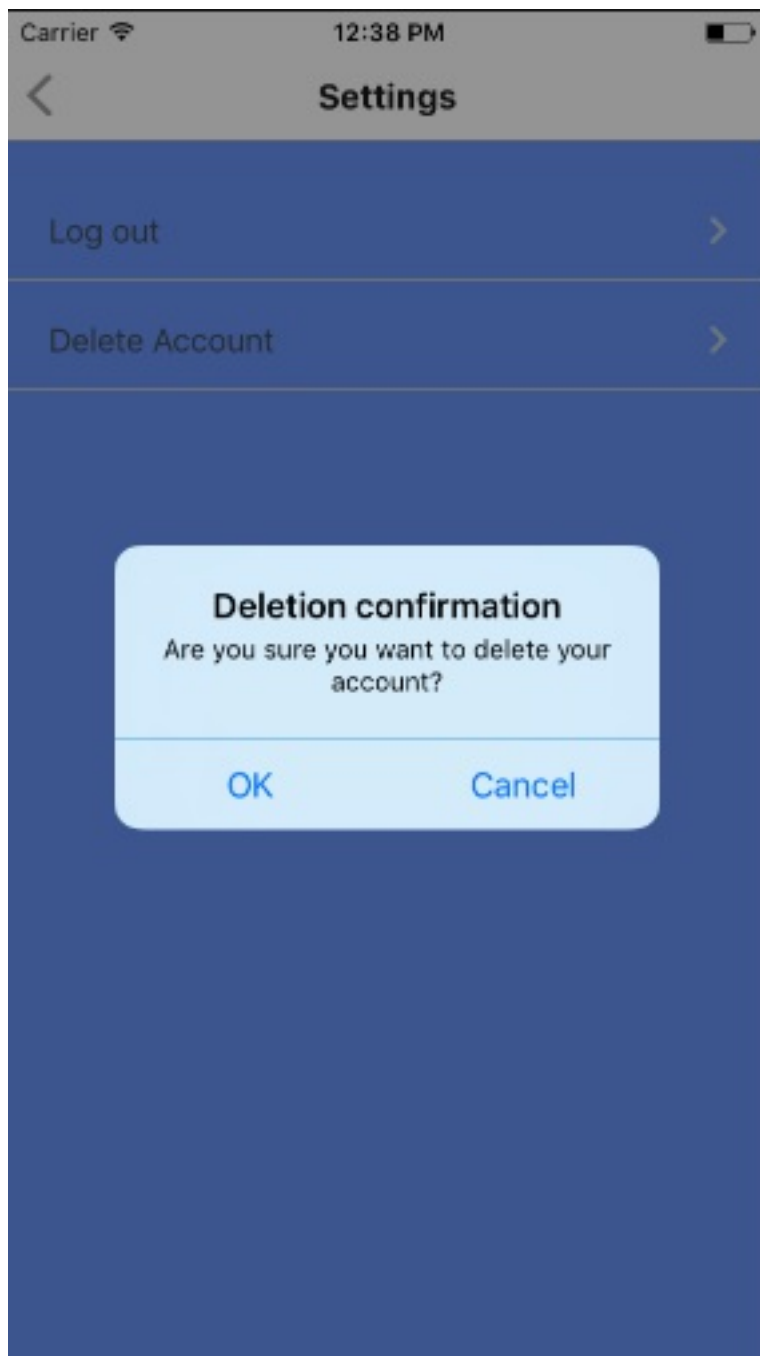 Carrier 12:38 PM
Settings
Log out
Delete Account
Deletion confirmation
Are you sure you want to delete your
account?
OK Cancel